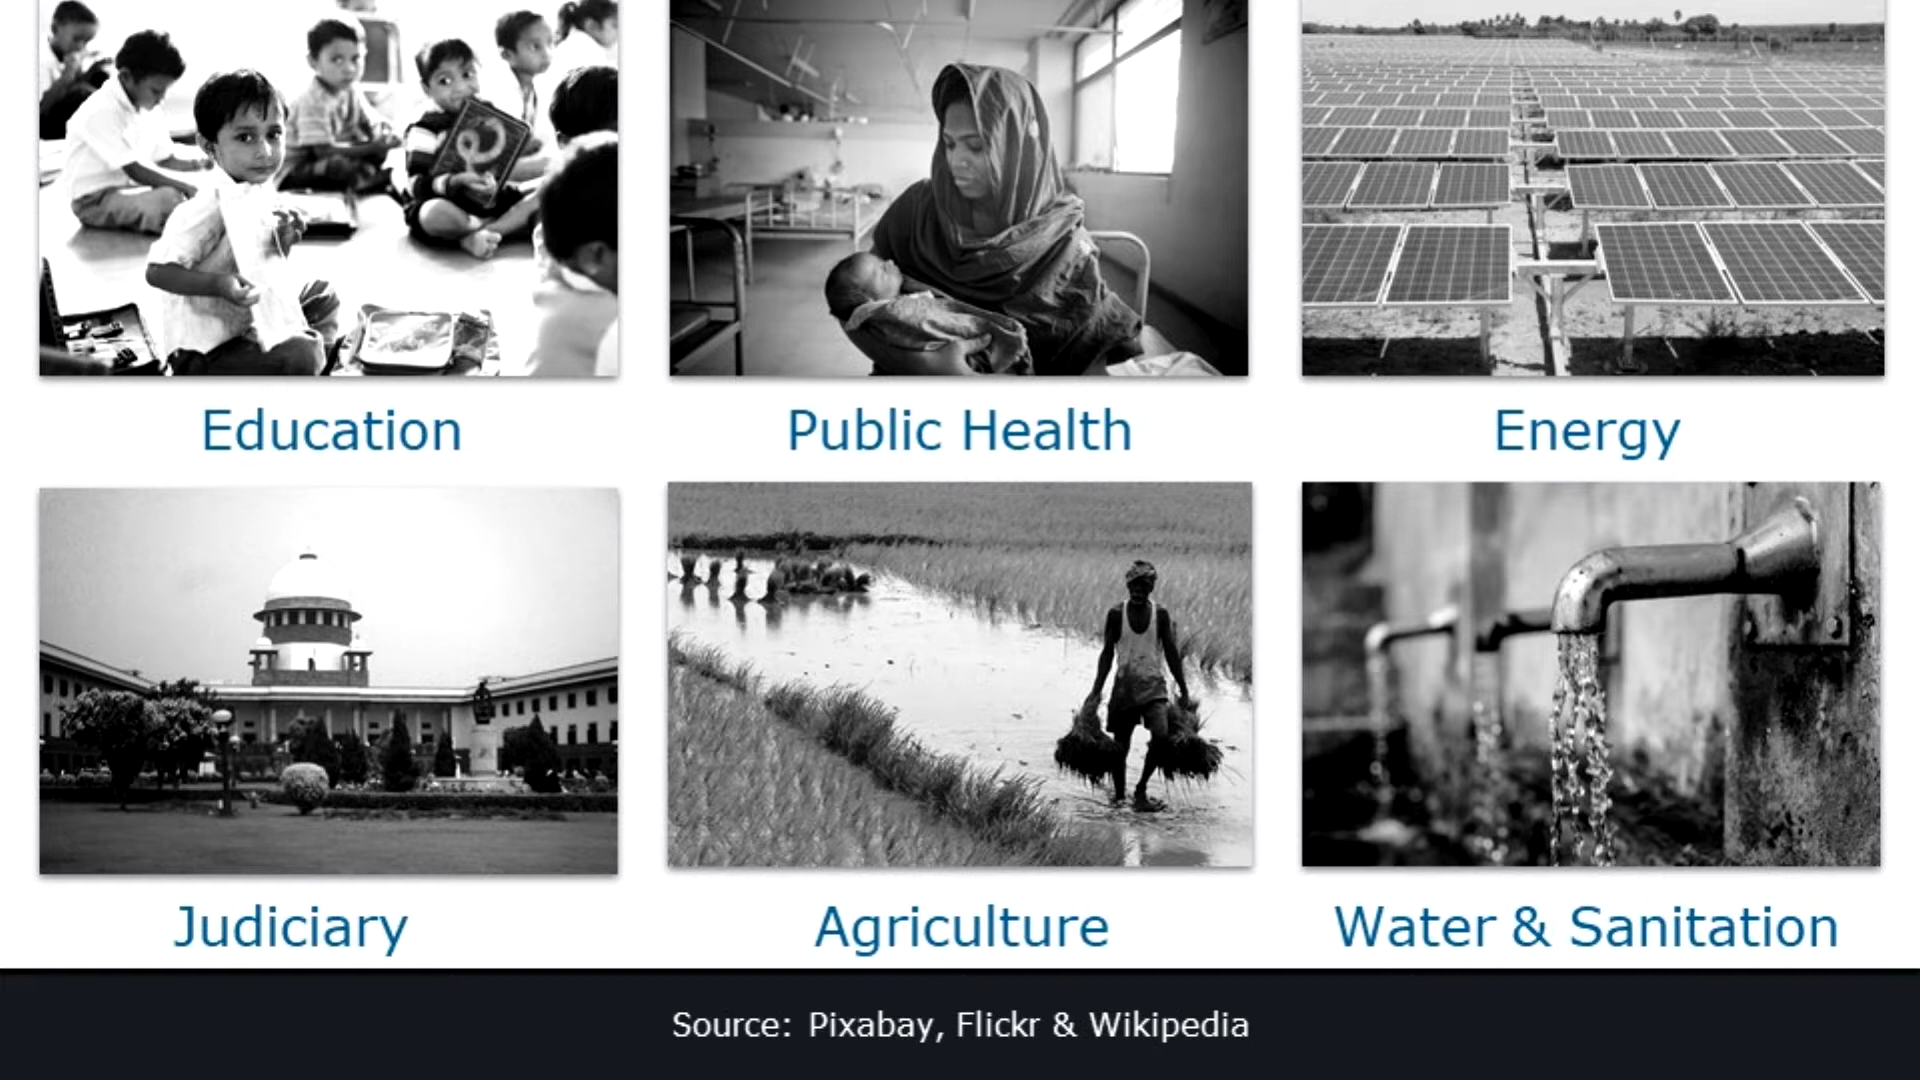 Education
Public Health
Energy
Judiciary
Agriculture
Water & Sanitation
Source: Pixabay, Flickr & Wikipedia